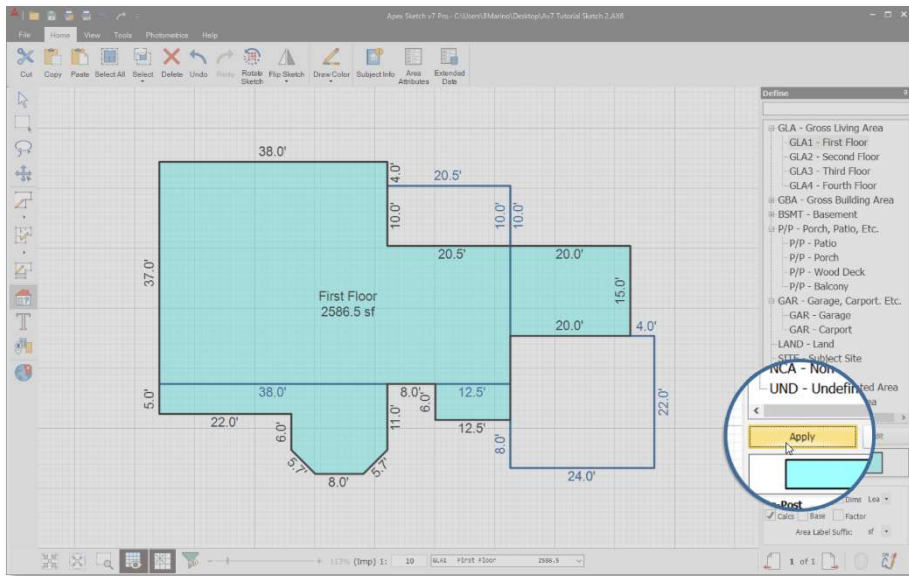 Apex Sketch v7 Pro - C:\Users\JIMarino\Desktop\Av7 Tutorial Sketch 2.AX6
File Home View Tools Photometrics Help
Cut Copy Paste Select All Select Delete Undo Redo Rotate Sketch Flip Sketch Draw Color Subject Info Area Attributes Extended Data
Define
GLA - Gross Living Area
GLA1 - First Floor
GLA2 - Second Floor
GLA3 - Third Floor
GLA4 - Fourth Floor
GBA - Gross Building Area
BSMT - Basement
P/P - Porch, Patio, Etc.
P/P - Patio
P/P - Porch
P/P - Wood Deck
P/P - Balcony
GAR - Garage, Carport. Etc.
GAR - Garage
GAR - Carport
LAND - Land
SITE - Subject Site
NCA - Non
UND - Undefined Area
Apply
Dims Lea
-Post
Calcs Base Factor
Area Label Suffix: sf
1 of 1
38.0'
4.0'
20.5'
10.0'
10.0'
10.0'
20.5'
20.0'
37.0'
15.0'
First Floor
2586.5 sf
20.0'
4.0'
5.0'
38.0'
8.0'
6.0'
12.5'
22.0'
22.0'
6.0'
11.0'
12.5'
8.0'
5.7'
8.0'
5.7'
24.0'
113% (Imp) 1: 10 GLA1 First Floor 2586.5